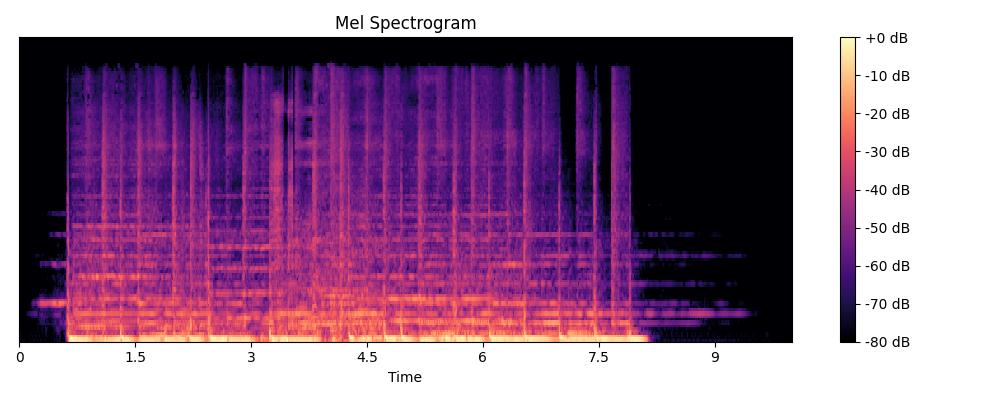 Mel Spectrogram
+0 dB
-10 dB
-20 dB
-30 dB
-40 dB
-50 dB
-60 dB
-70 dB
-80 dB
0 1.5 3 4.5 6 7.5 9
Time